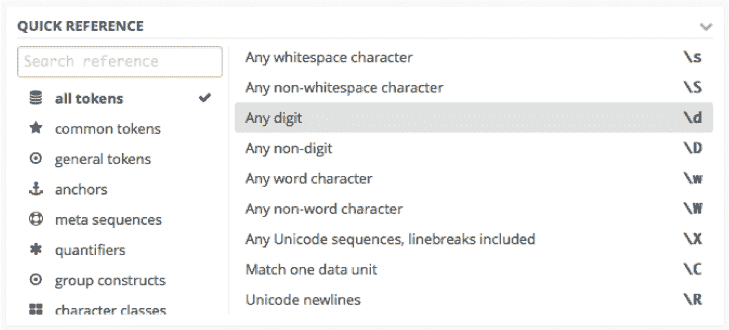 QUICK REFERENCE
Search reference
all tokens
common tokens
general tokens
anchors
meta sequences
quantifiers
group constructs
character classes
Any whitespace character \s
Any non-whitespace character \S
Any digit \d
Any non-digit \D
Any word character \w
Any non-word character \W
Any Unicode sequences, linebreaks included \X
Match one data unit \C
Unicode newlines \R